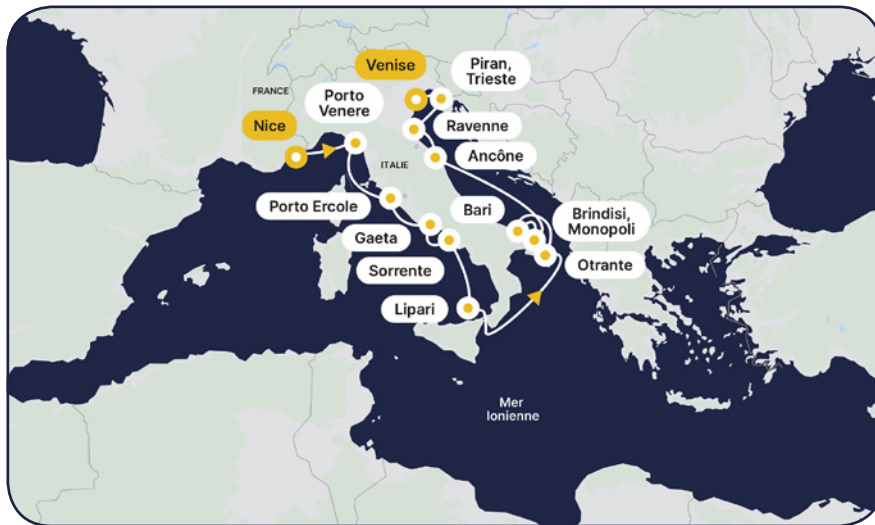 Venise
Piran,
Trieste
FRANCE
Porto
Venere
Nice
Ravenne
ITALIE
Ancône
Porto Ercole
Bari
Brindisi,
Monopoli
Gaeta
Otrante
Sorrente
Lipari
Mer
Ionienne